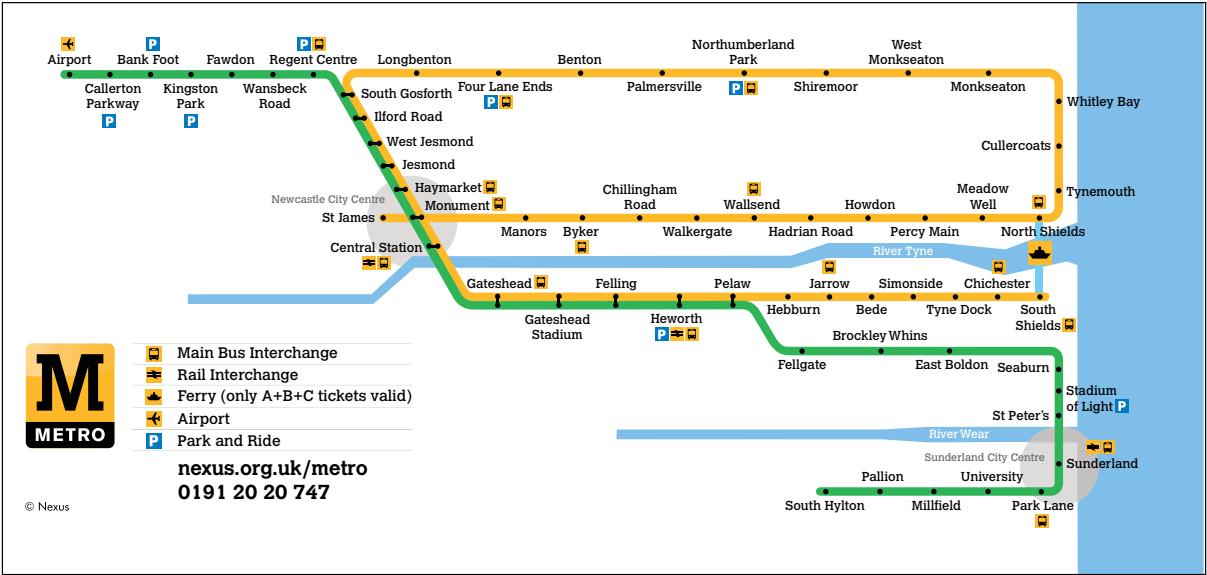 Airport
Callerton
Parkway
Bank Foot
Kingston
Park
Fawdon
Wansbeck
Road
Regent Centre
Longbenton
Four Lane Ends
Benton
Palmersville
Northumberland
Park
Shiremoor
West
Monkseaton
Monkseaton
South Gosforth
Ilford Road
West Jesmond
Jesmond
Haymarket
Newcastle City Centre
Monument
St James
Central Station
Whitley Bay
Cullercoats
Tynemouth
Manors
Byker
Chillingham
Road
Walkergate
Wallsend
Hadrian Road
Howdon
Percy Main
Meadow
Well
North Shields
River Tyne
Gateshead
Gateshead
Stadium
Felling
Heworth
Pelaw
Hebburn
Jarrow
Bede
Simonside
Tyne Dock
Chichester
South
Shields
Fellgate
Brockley Whins
East Boldon
Seaburn
Stadium
of Light P
St Peter's
River Wear
Sunderland City Centre
Sunderland
Park Lane
University
Millfield
Pallion
South Hylton
M
METRO
Main Bus Interchange
Rail Interchange
Ferry (only A+B+C tickets valid)
Airport
P Park and Ride
nexus.org.uk/metro
0191 20 20 747
© Nexus